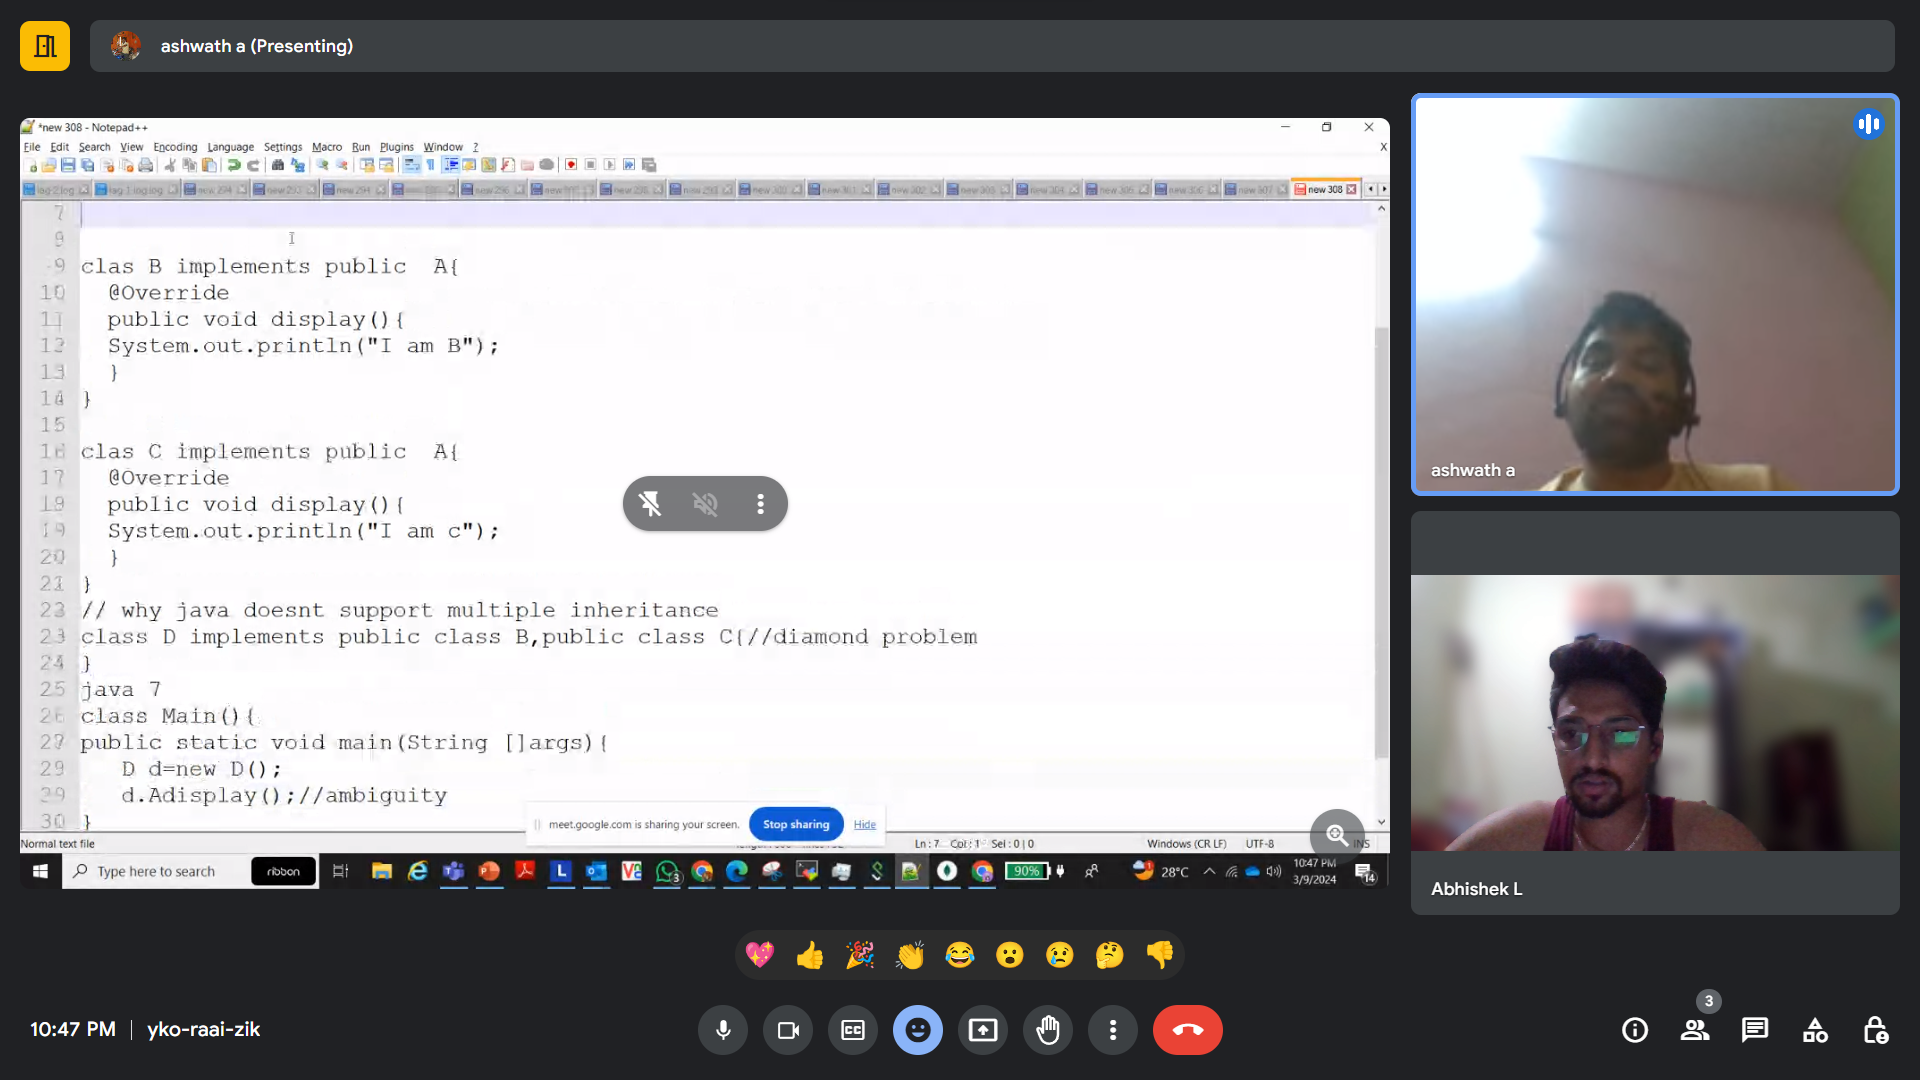 ashwath a (Presenting)
*new 308 - Notepad++
File Edit Search View Encoding Language Settings Macro Run Plugins Window ?
X
new 308
7
9
clas B implements public  A{
10   @Override
11   public void display(){
12   System.out.println("I am B");
13   }
14 }
15
16 clas C implements public  A{
17   @Override
18   public void display(){
19   System.out.println("I am c");
20   }
21 }
// why java doesnt support multiple inheritance
class D implements public class B,public class C{//diamond problem
24 }
25 java 7
26 class Main(){
public static void main(String []args){
D d=new D();
29    d.Adisplay();//ambiguity
30 }
meet.google.com is sharing your screen. Stop sharing Hide
Normal text file
Ln : 7 Col : 1 Sel : 0 | 0
Windows (CR LF) UTF-8 INS
Type here to search
ribbon
3
90%
28°C
10:47 PM
3/9/2024
14
ashwath a
Abhishek L
10:47 PM | yko-raai-zik
CC
3